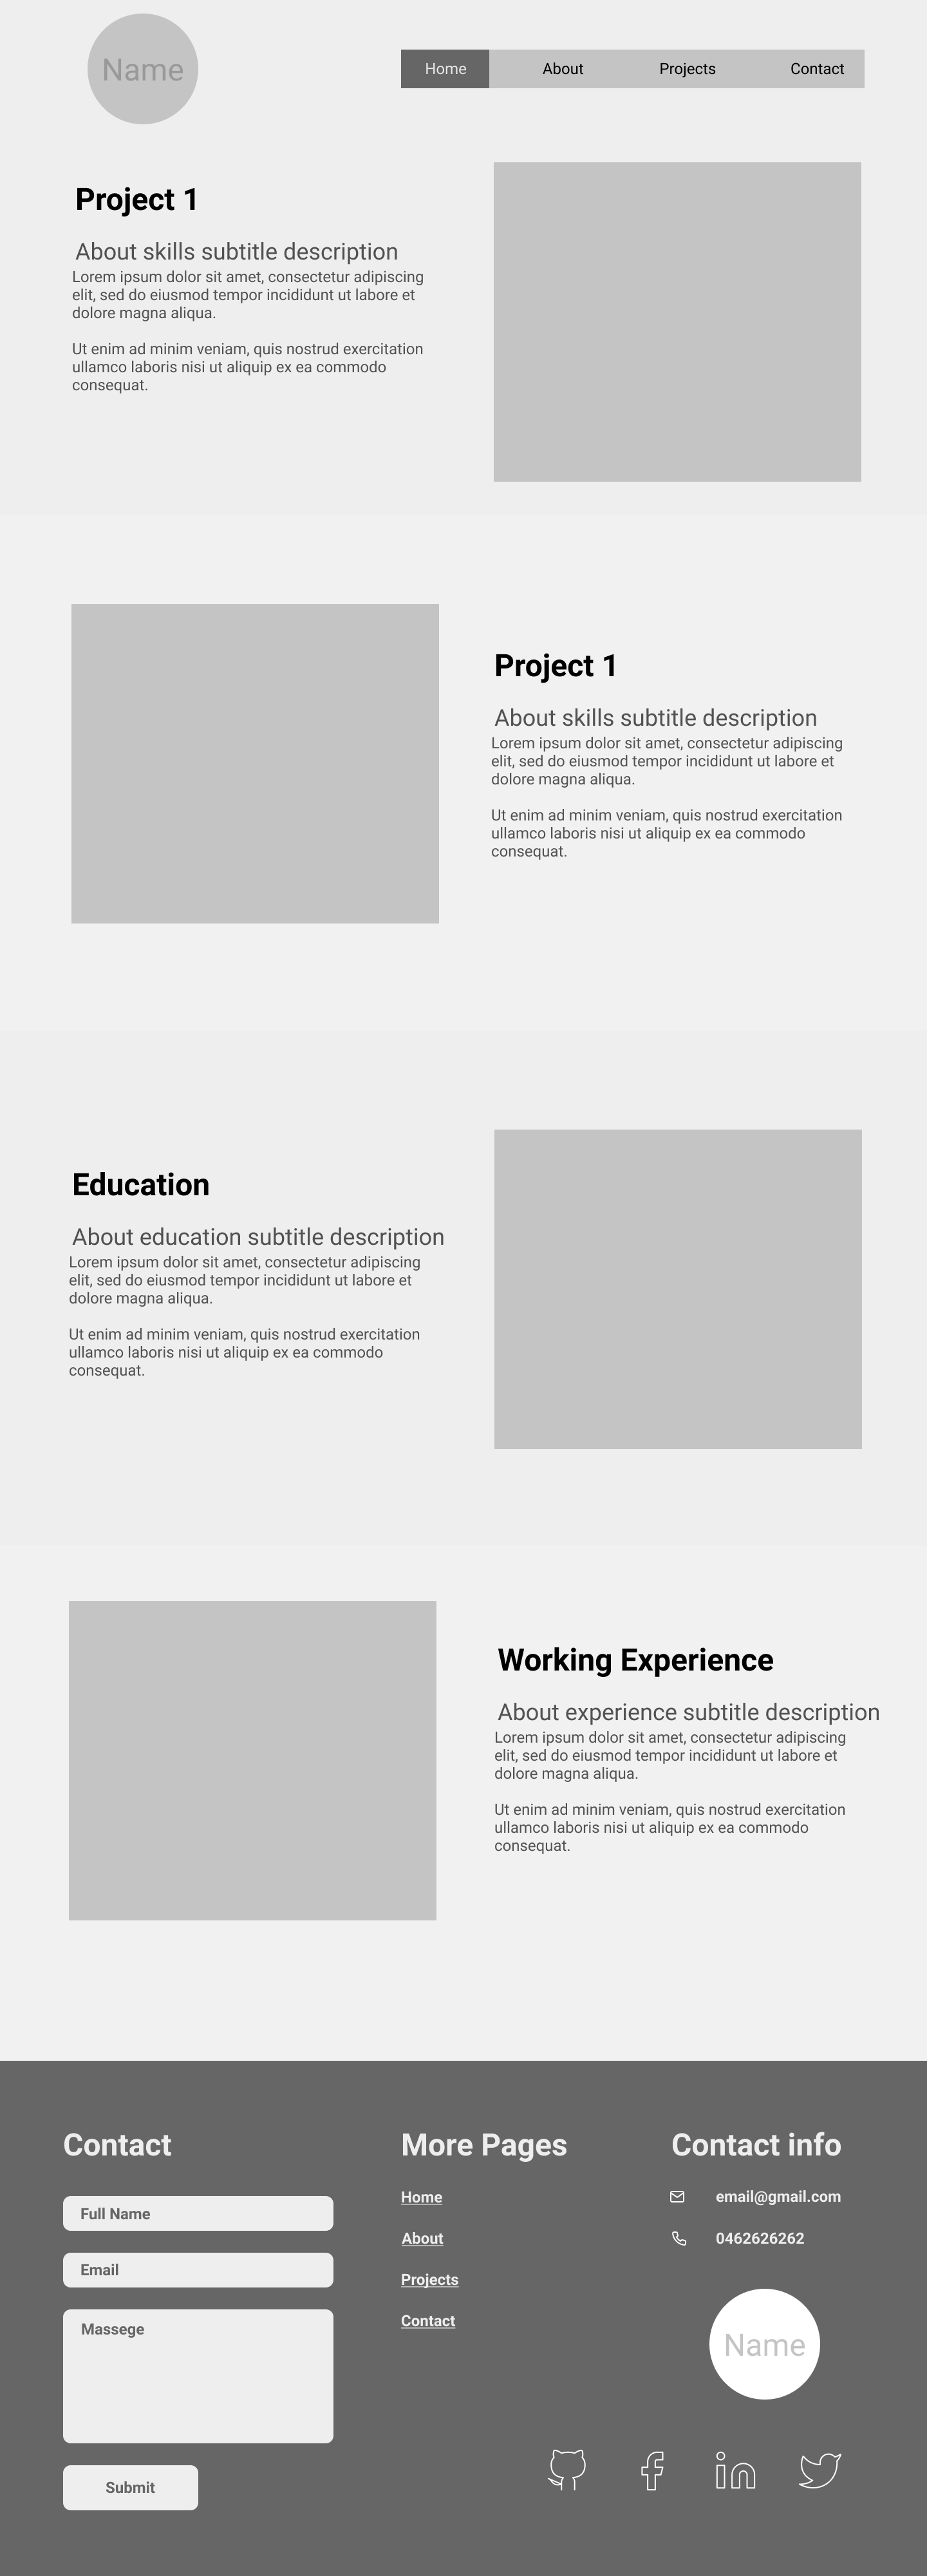 Name
Home
About
Projects
Contact
Project 1
About skills subtitle description
Lorem ipsum dolor sit amet, consectetur adipiscing
elit, sed do eiusmod tempor incididunt ut labore et
dolore magna aliqua.
Ut enim ad minim veniam, quis nostrud exercitation
ullamco laboris nisi ut aliquip ex ea commodo
consequat.
Project 1
About skills subtitle description
Lorem ipsum dolor sit amet, consectetur adipiscing
elit, sed do eiusmod tempor incididunt ut labore et
dolore magna aliqua.
Ut enim ad minim veniam, quis nostrud exercitation
ullamco laboris nisi ut aliquip ex ea commodo
consequat.
Education
About education subtitle description
Lorem ipsum dolor sit amet, consectetur adipiscing
elit, sed do eiusmod tempor incididunt ut labore et
dolore magna aliqua.
Ut enim ad minim veniam, quis nostrud exercitation
ullamco laboris nisi ut aliquip ex ea commodo
consequat.
Working Experience
About experience subtitle description
Lorem ipsum dolor sit amet, consectetur adipiscing
elit, sed do eiusmod tempor incididunt ut labore et
dolore magna aliqua.
Ut enim ad minim veniam, quis nostrud exercitation
ullamco laboris nisi ut aliquip ex ea commodo
consequat.
Contact
Full Name
Email
Massege
Submit
More Pages
Home
About
Projects
Contact
Contact info
email@gmail.com
0462626262
Name